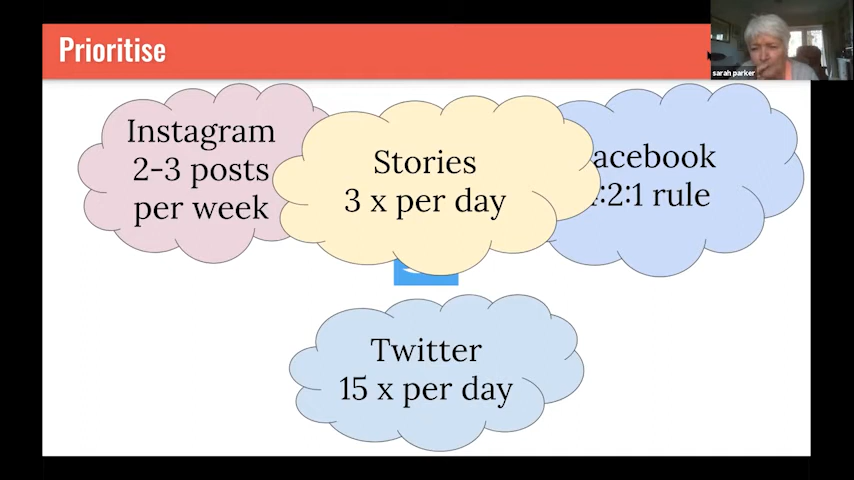 Prioritise
sarah parker
Instagram
2-3 posts
per week
Stories
3 x per day
acebook
:2:1 rule
Twitter
15 x per day